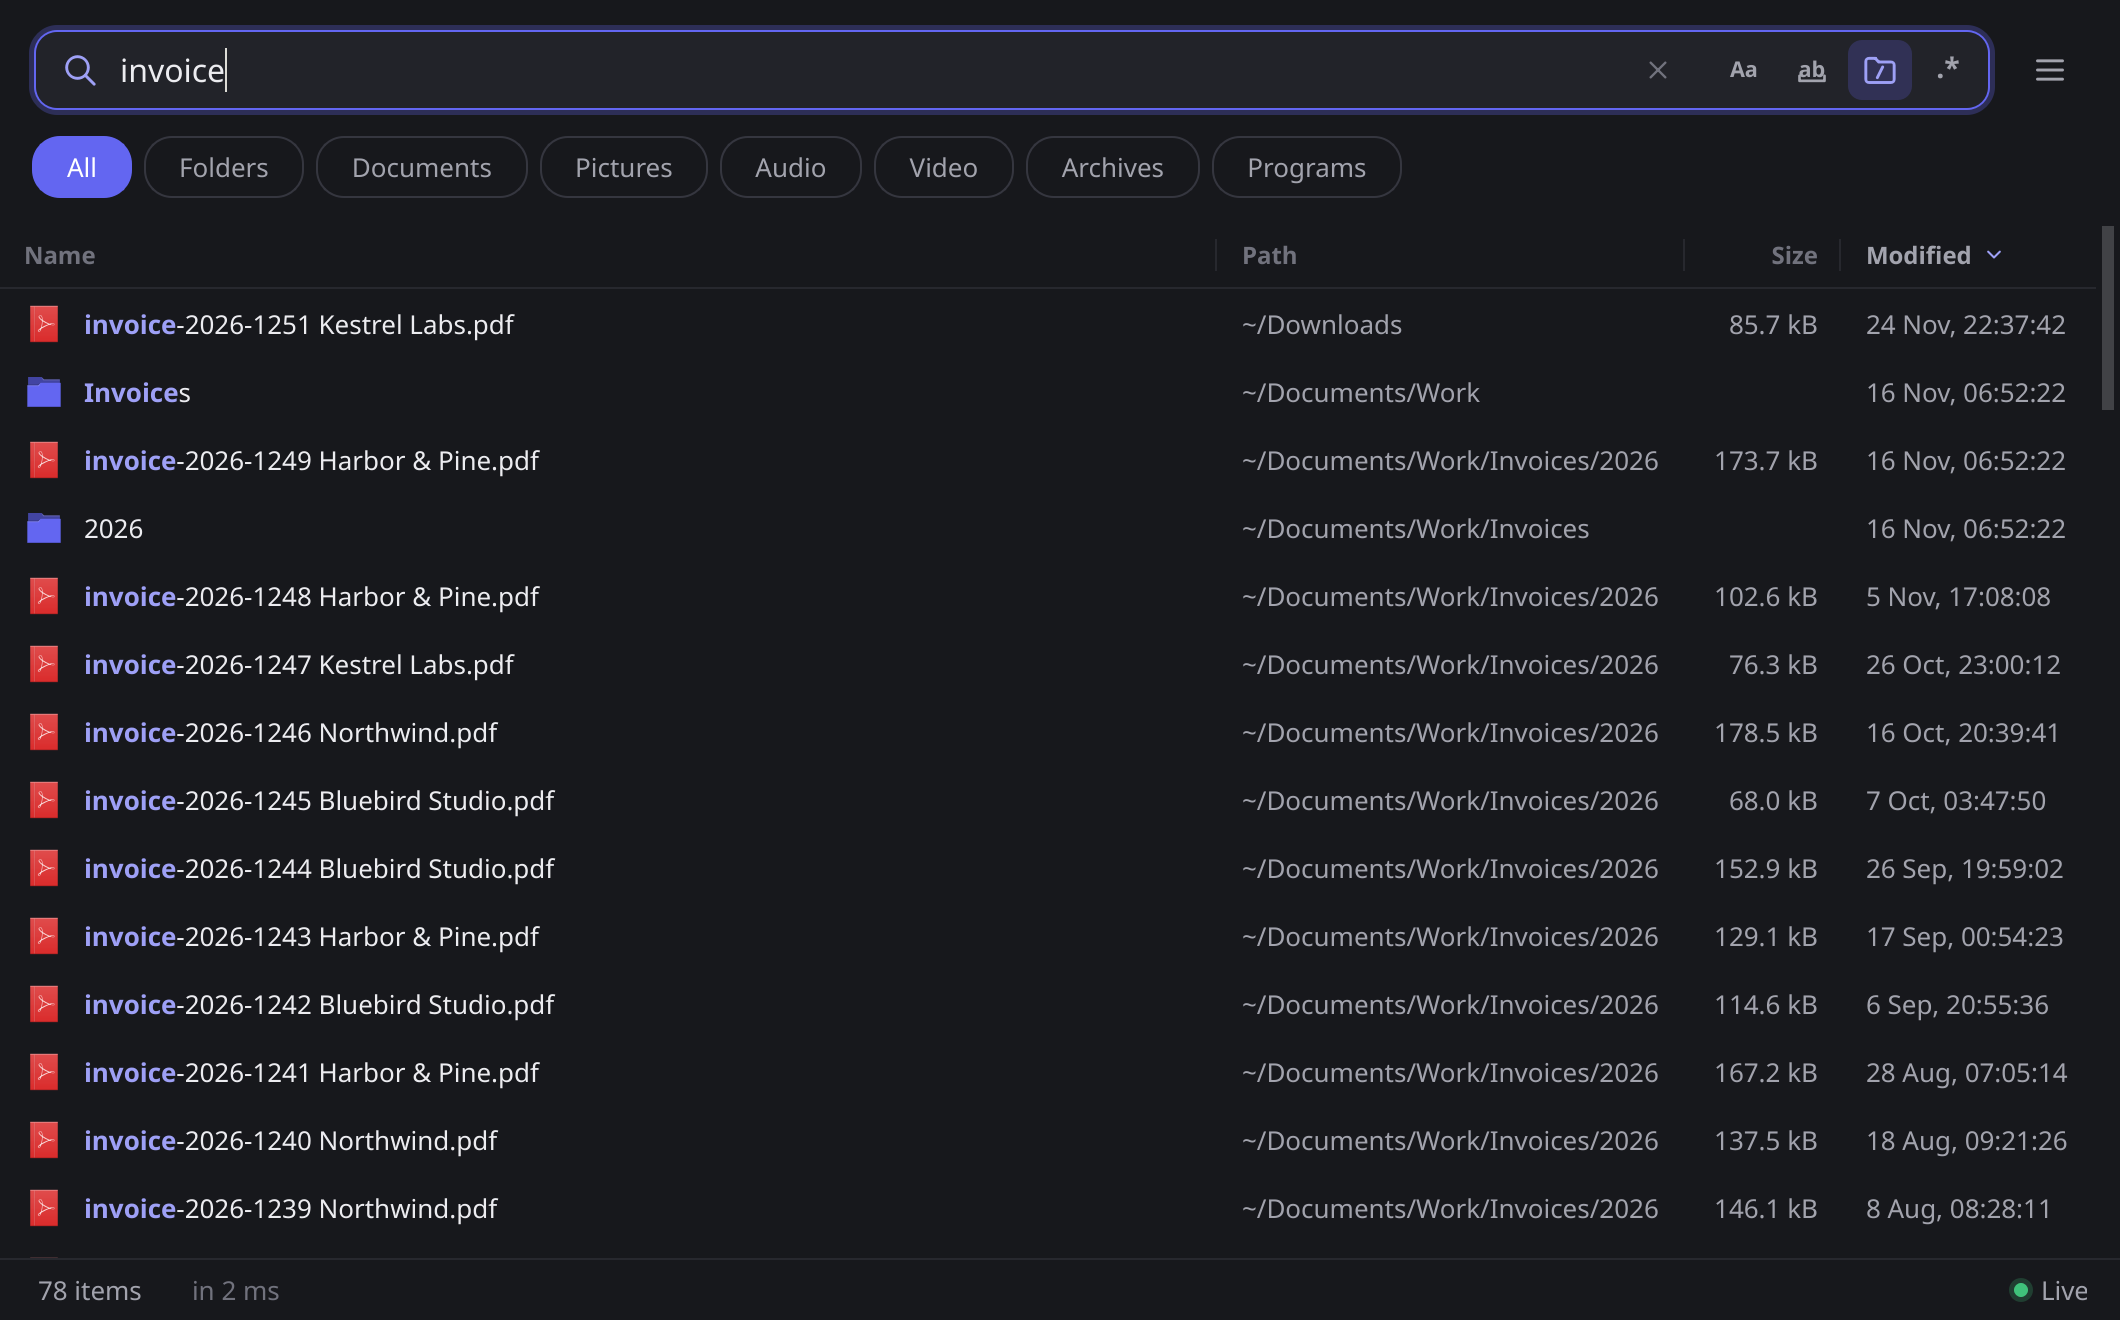 invoice Aa ab .*
All Folders Documents Pictures Audio Video Archives Programs
Name Path Size Modified
invoice-2026-1251 Kestrel Labs.pdf ~/Downloads 85.7 kB 24 Nov, 22:37:42
Invoices ~/Documents/Work 16 Nov, 06:52:22
invoice-2026-1249 Harbor & Pine.pdf ~/Documents/Work/Invoices/2026 173.7 kB 16 Nov, 06:52:22
2026 ~/Documents/Work/Invoices 16 Nov, 06:52:22
invoice-2026-1248 Harbor & Pine.pdf ~/Documents/Work/Invoices/2026 102.6 kB 5 Nov, 17:08:08
invoice-2026-1247 Kestrel Labs.pdf ~/Documents/Work/Invoices/2026 76.3 kB 26 Oct, 23:00:12
invoice-2026-1246 Northwind.pdf ~/Documents/Work/Invoices/2026 178.5 kB 16 Oct, 20:39:41
invoice-2026-1245 Bluebird Studio.pdf ~/Documents/Work/Invoices/2026 68.0 kB 7 Oct, 03:47:50
invoice-2026-1244 Bluebird Studio.pdf ~/Documents/Work/Invoices/2026 152.9 kB 26 Sep, 19:59:02
invoice-2026-1243 Harbor & Pine.pdf ~/Documents/Work/Invoices/2026 129.1 kB 17 Sep, 00:54:23
invoice-2026-1242 Bluebird Studio.pdf ~/Documents/Work/Invoices/2026 114.6 kB 6 Sep, 20:55:36
invoice-2026-1241 Harbor & Pine.pdf ~/Documents/Work/Invoices/2026 167.2 kB 28 Aug, 07:05:14
invoice-2026-1240 Northwind.pdf ~/Documents/Work/Invoices/2026 137.5 kB 18 Aug, 09:21:26
invoice-2026-1239 Northwind.pdf ~/Documents/Work/Invoices/2026 146.1 kB 8 Aug, 08:28:11
78 items in 2 ms Live